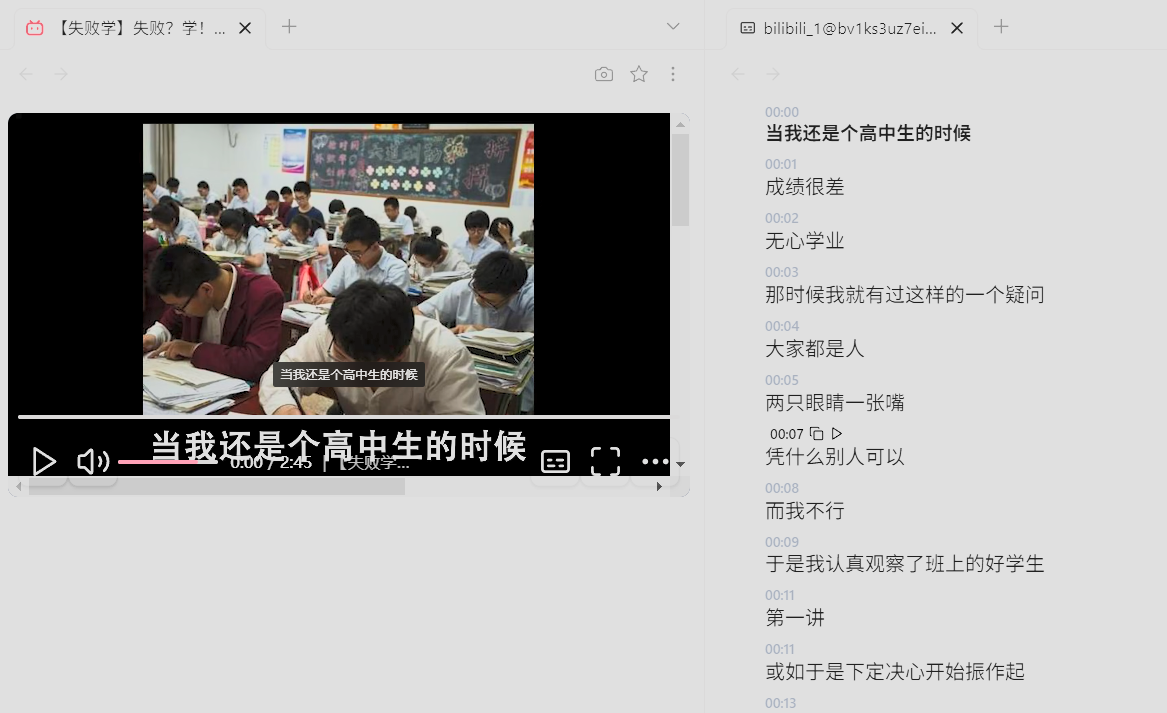 【失败学】失败？学！...
bilibili_1@bv1ks3uz7ei...
当我还是个高中生的时候
当我还是个高中生的时候
0:00 / 2:45 | 【失败学...
00:00
当我还是个高中生的时候
00:01
成绩很差
00:02
无心学业
00:03
那时候我就有过这样的一个疑问
00:04
大家都是人
00:05
两只眼睛一张嘴
00:07
凭什么别人可以
00:08
而我不行
00:09
于是我认真观察了班上的好学生
00:11
第一讲
00:11
或如于是下定决心开始振作起
00:13